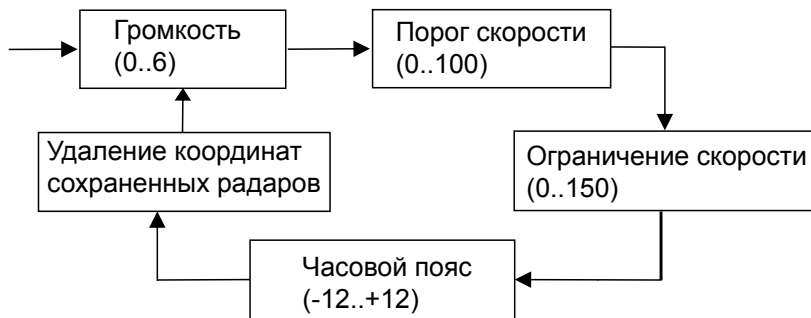 Громкость
(0..6)
Порог скорости
(0..100)
Ограничение скорости
(0..150)
Часовой пояс
(-12..+12)
Удаление координат
сохраненных радаров